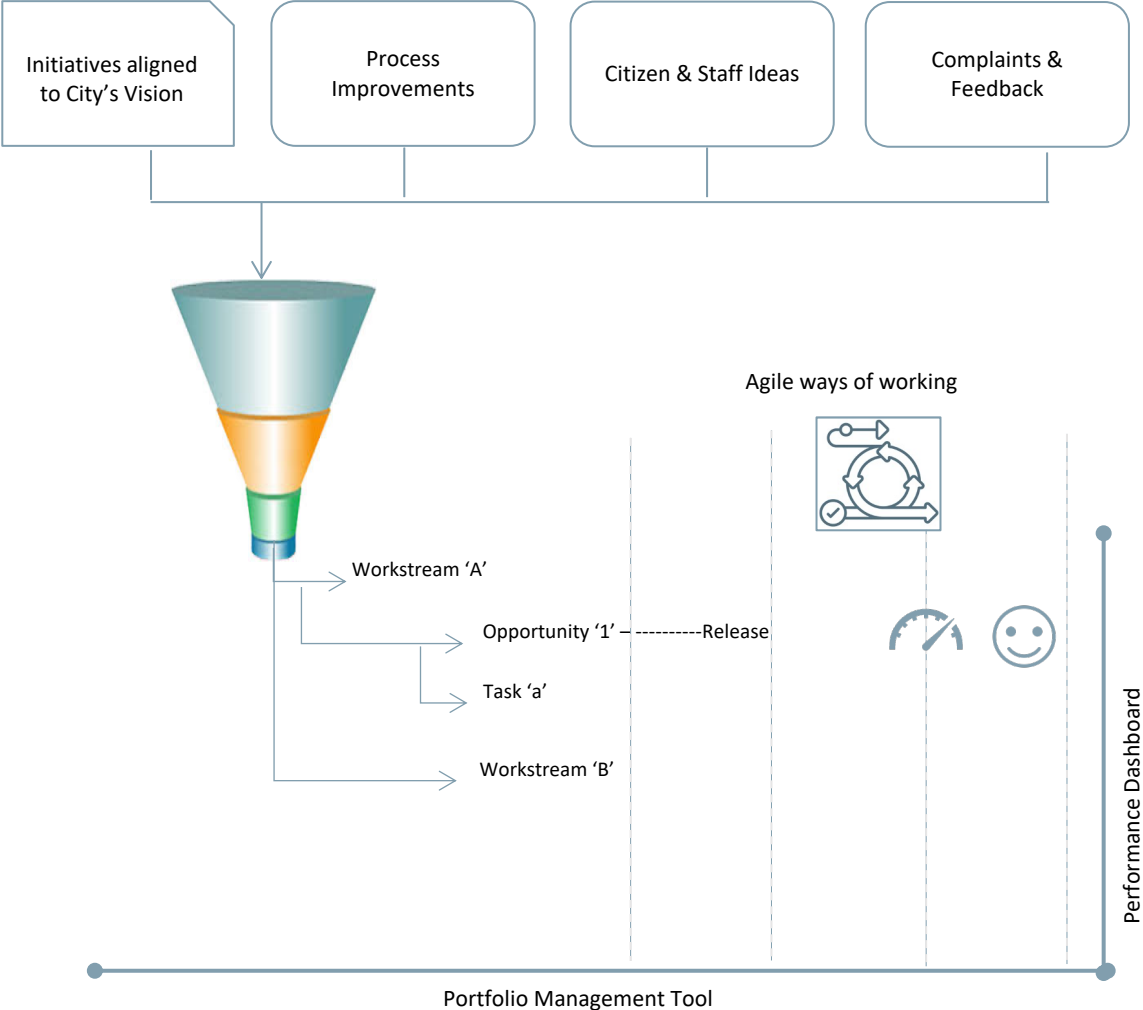 Initiatives aligned
to City’s Vision
Process
Improvements
Citizen & Staff Ideas
Complaints &
Feedback
Agile ways of working
Workstream ‘A’
Opportunity ‘1’ – ----------Release
Task ‘a’
Workstream ‘B’
Performance Dashboard
Portfolio Management Tool